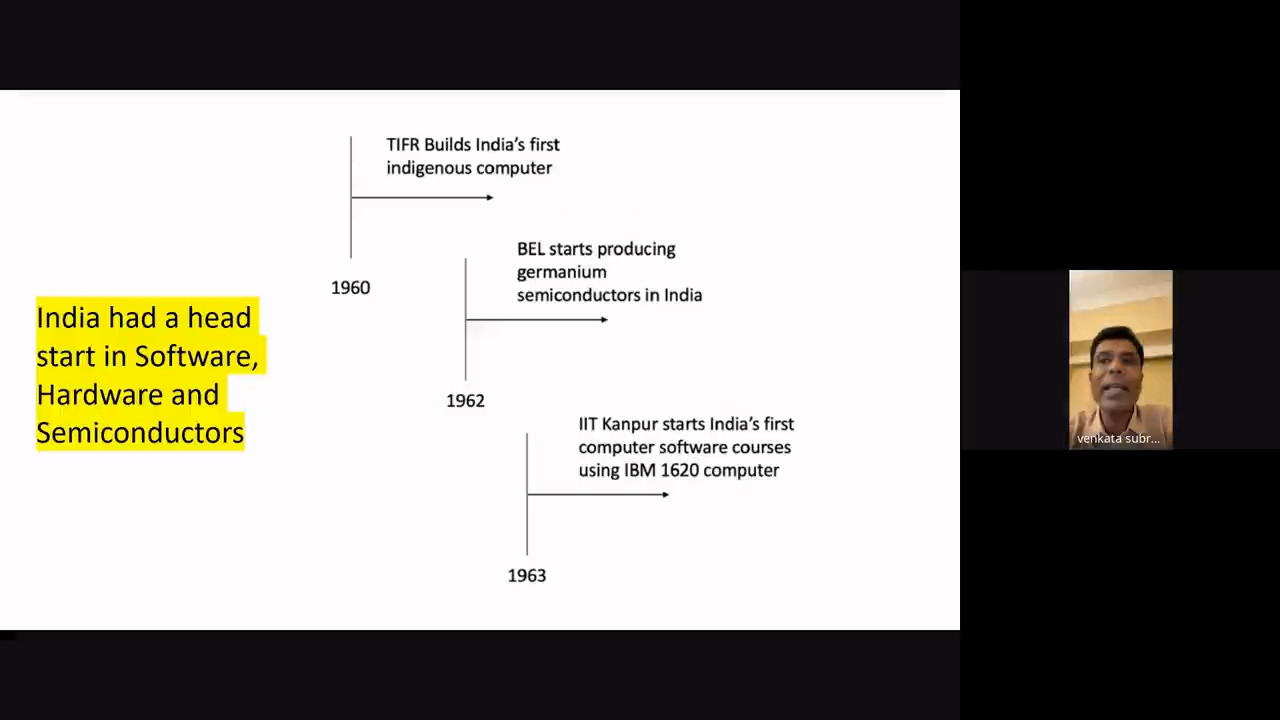 TIFR Builds India’s first
indigenous computer
1960
BEL starts producing
germanium
semiconductors in India
1962
India had a head
start in Software,
Hardware and
Semiconductors
IIT Kanpur starts India’s first
computer software courses
using IBM 1620 computer
1963
venkata subr...